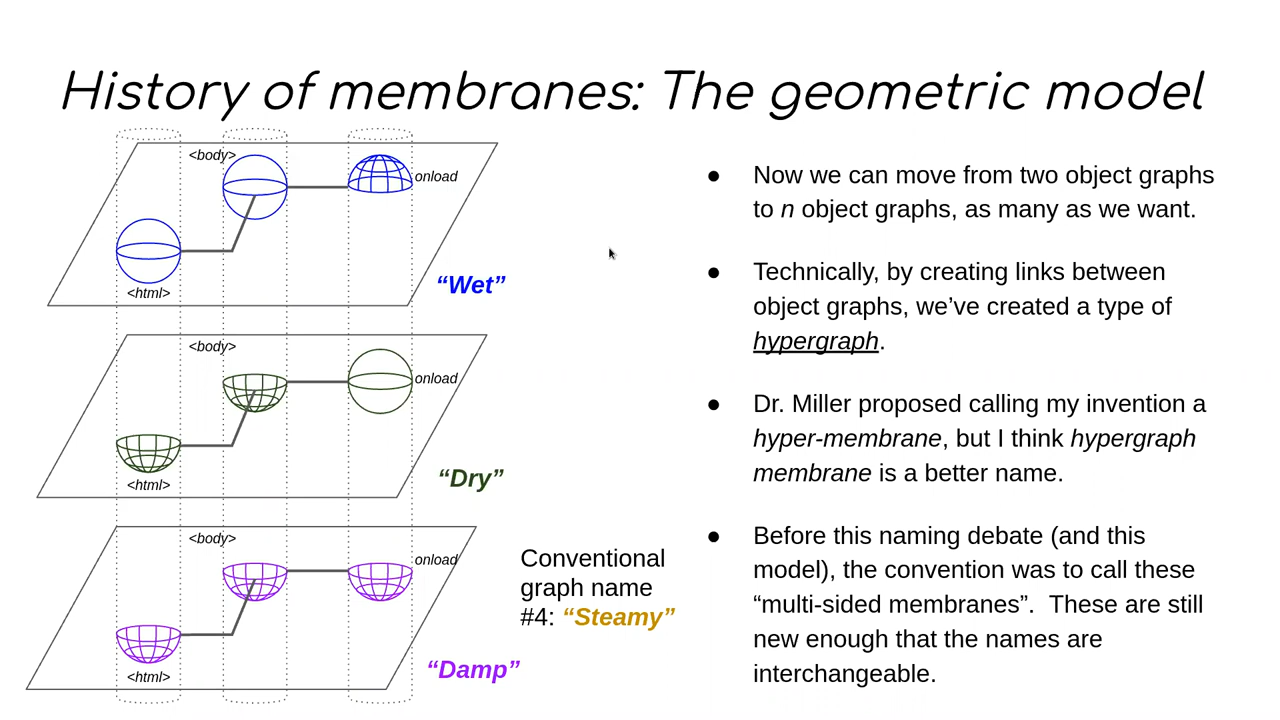 History of membranes: The geometric model
<body>
onload
<html>
“Wet”
<body>
onload
<html>
“Dry”
<body>
onload
<html>
“Damp”
Conventional
graph name
#4: “Steamy”
● Now we can move from two object graphs
to n object graphs, as many as we want.
● Technically, by creating links between
object graphs, we’ve created a type of
hypergraph.
● Dr. Miller proposed calling my invention a
hyper-membrane, but I think hypergraph
membrane is a better name.
● Before this naming debate (and this
model), the convention was to call these
“multi-sided membranes”.  These are still
new enough that the names are
interchangeable.